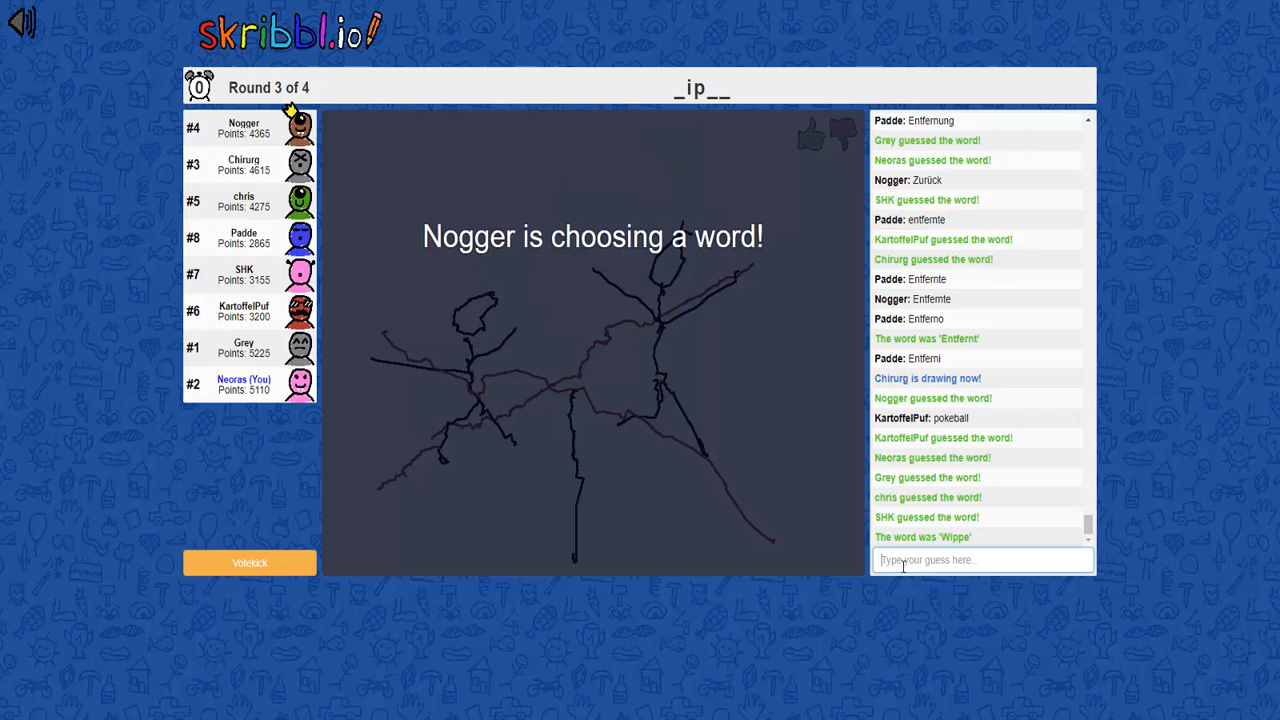 skribbl.io
0
Round 3 of 4
_ip__
#4
Nogger
Points: 4365
#3
Chirurg
Points: 4615
#5
chris
Points: 4275
#8
Padde
Points: 2865
#7
SHK
Points: 3155
#6
KartoffelPuf
Points: 3200
#1
Grey
Points: 5225
#2
Neoras (You)
Points: 5110
Votekick
Nogger is choosing a word!
Padde: Entfernung
Grey guessed the word!
Neoras guessed the word!
Nogger: Zurück
SHK guessed the word!
Padde: entfernte
KartoffelPuf guessed the word!
Chirurg guessed the word!
Padde: Entfernte
Nogger: Entfernte
Padde: Entferno
The word was 'Entfernt'
Padde: Entferni
Chirurg is drawing now!
Nogger guessed the word!
KartoffelPuf: pokeball
KartoffelPuf guessed the word!
Neoras guessed the word!
Grey guessed the word!
chris guessed the word!
SHK guessed the word!
The word was 'Wippe'
Type your guess here...